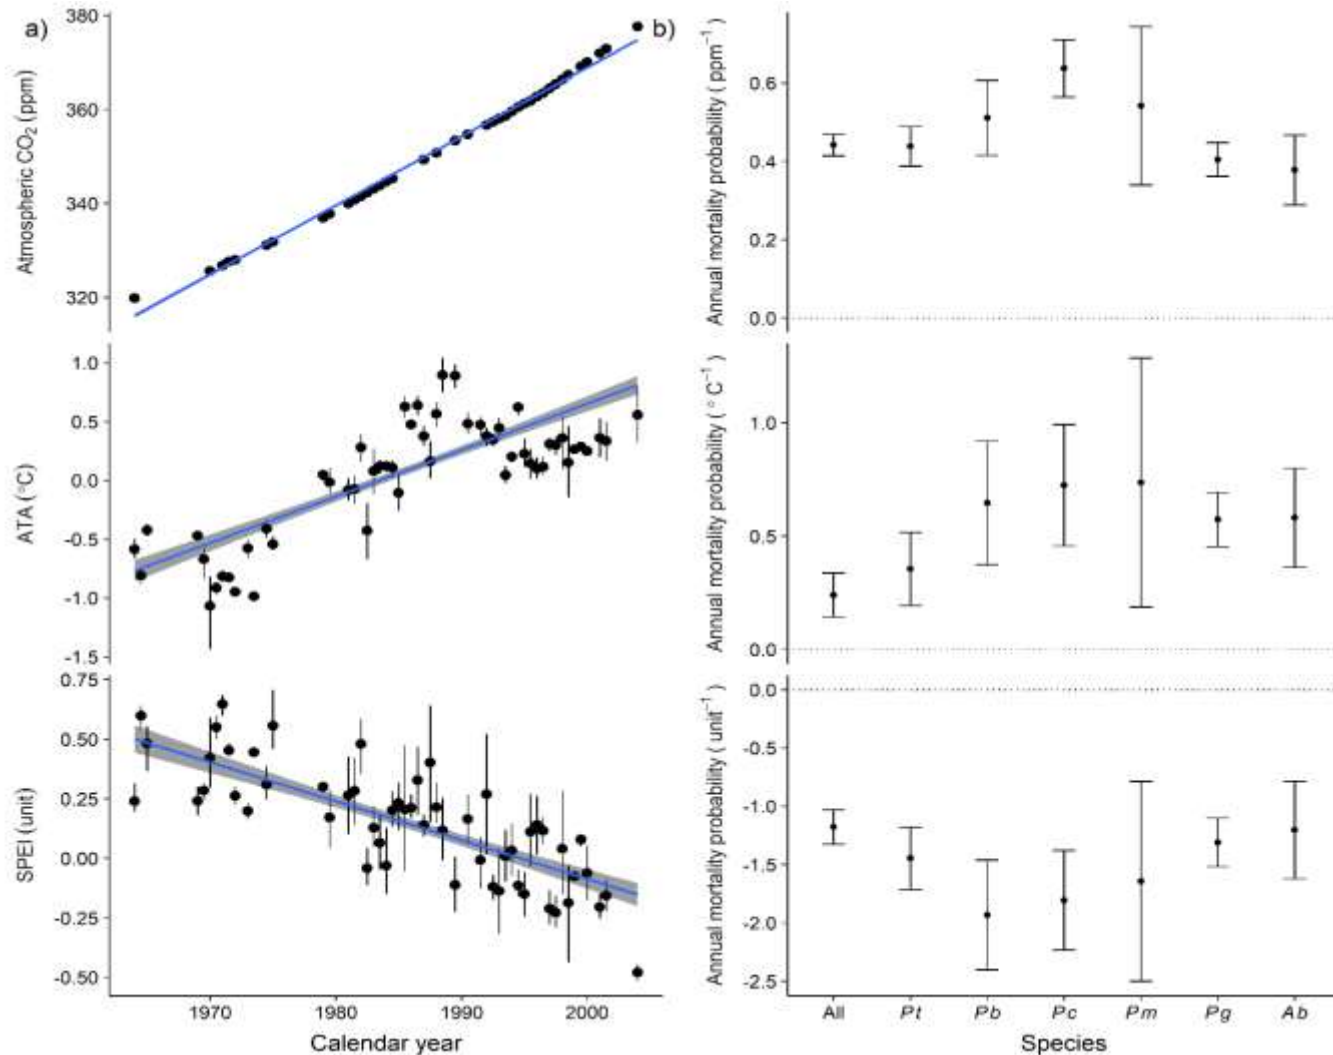 a)
Atmospheric CO₂ (ppm)
380
360
340
320
ATA (°C)
1.0
0.5
0.0
-0.5
-1.0
-1.5
SPEI (unit)
0.75
0.50
0.25
0.00
-0.25
-0.50
1970 1980 1990 2000
Calendar year
b)
Annual mortality probability ( ppm⁻¹ )
0.6
0.4
0.2
0.0
Annual mortality probability ( °C⁻¹ )
1.0
0.5
0.0
Annual mortality probability ( unit⁻¹ )
0.0
-0.5
-1.0
-1.5
-2.0
-2.5
All Pt Pb Pc Pm Pg Ab
Species